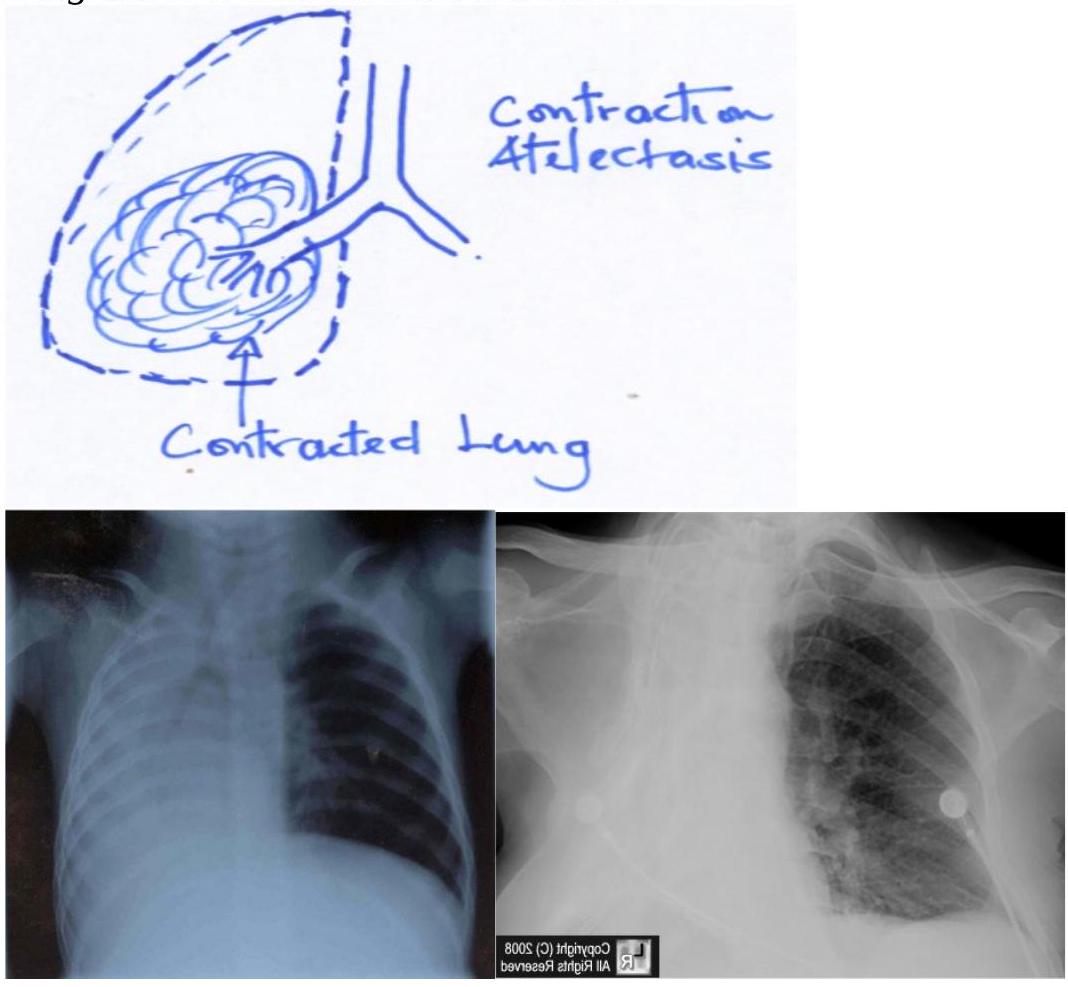 Contraction
Atelectasis
Contracted Lung
Copyright (C) 2008
All Rights Reserved
L
R